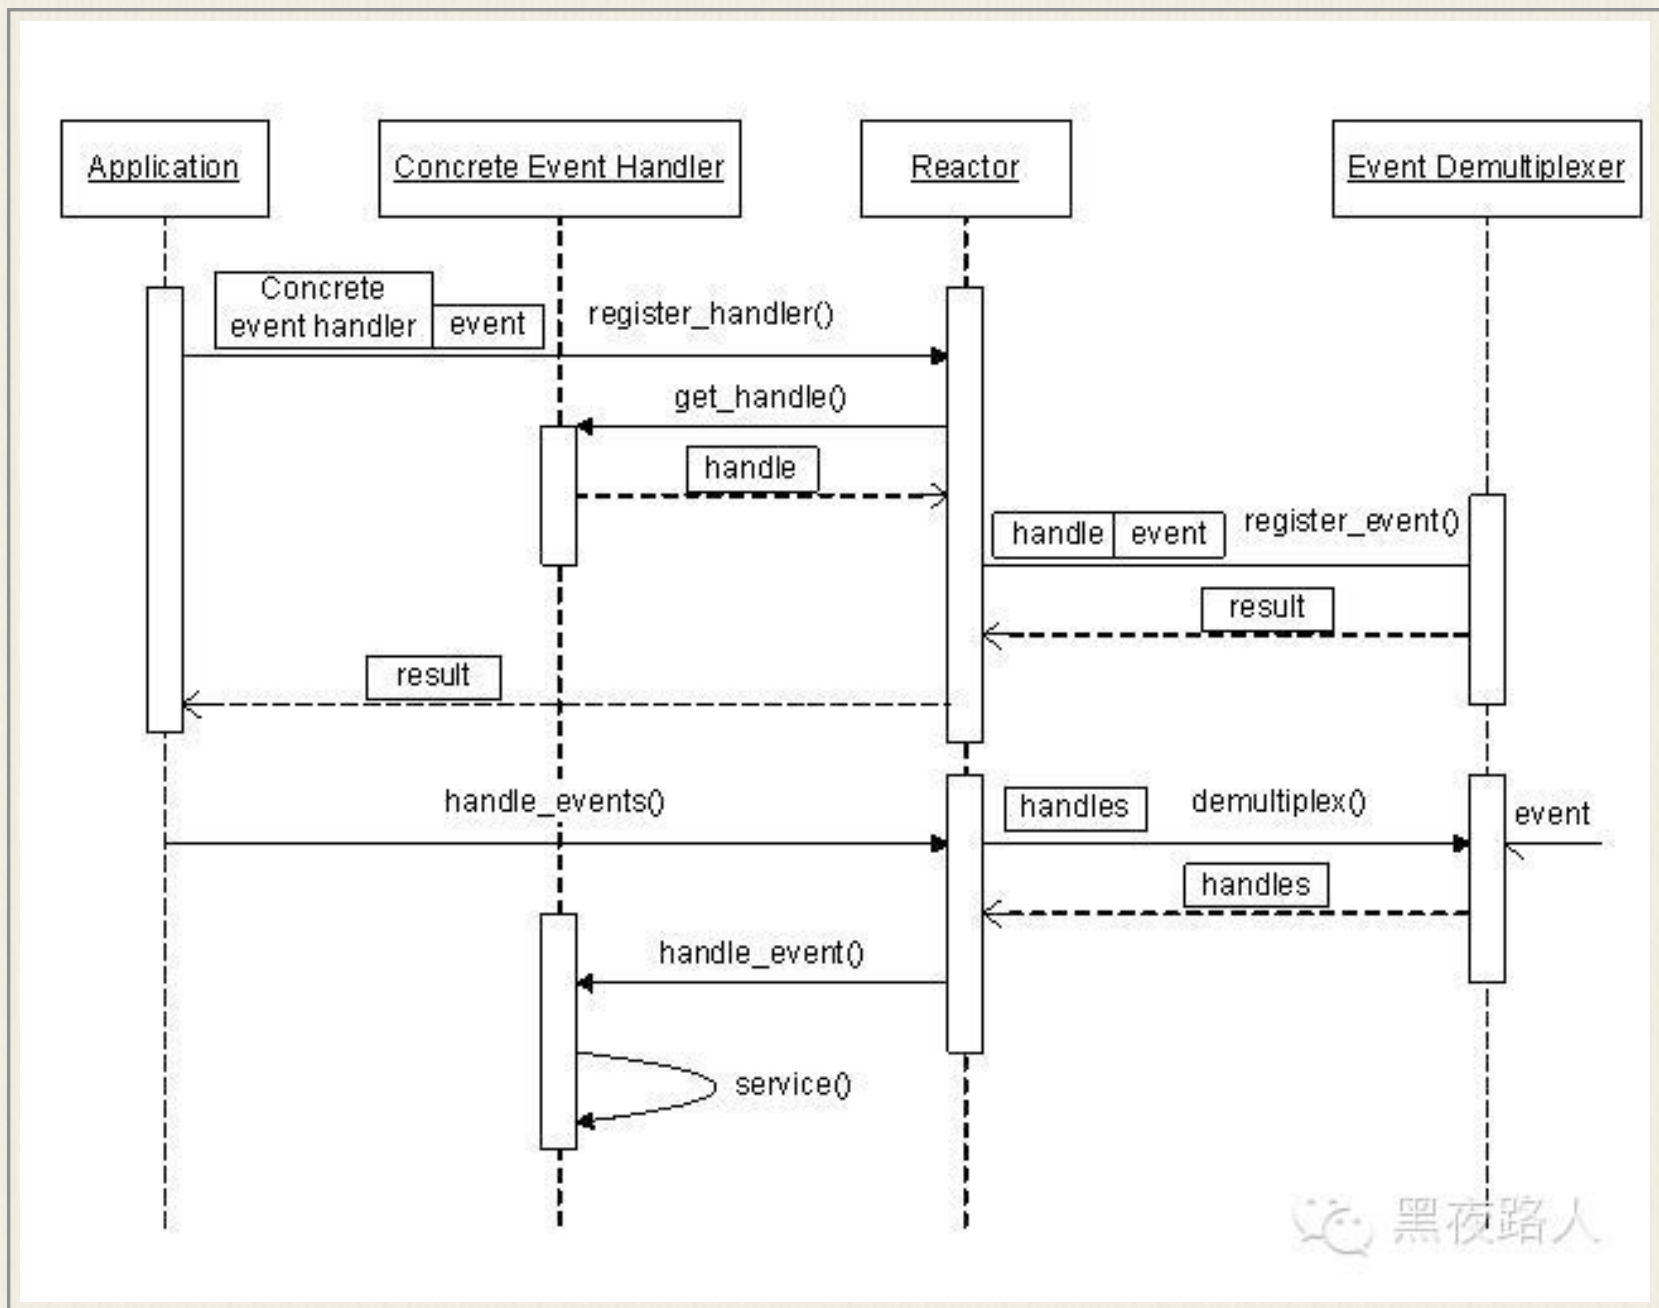 Application
Concrete Event Handler
Reactor
Event Demultiplexer
Concrete
event handler
event
register_handler()
get_handle()
handle
handle
event
register_event()
result
result
handle_events()
handles
demultiplex()
event
handles
handle_event()
service()
黑夜路人